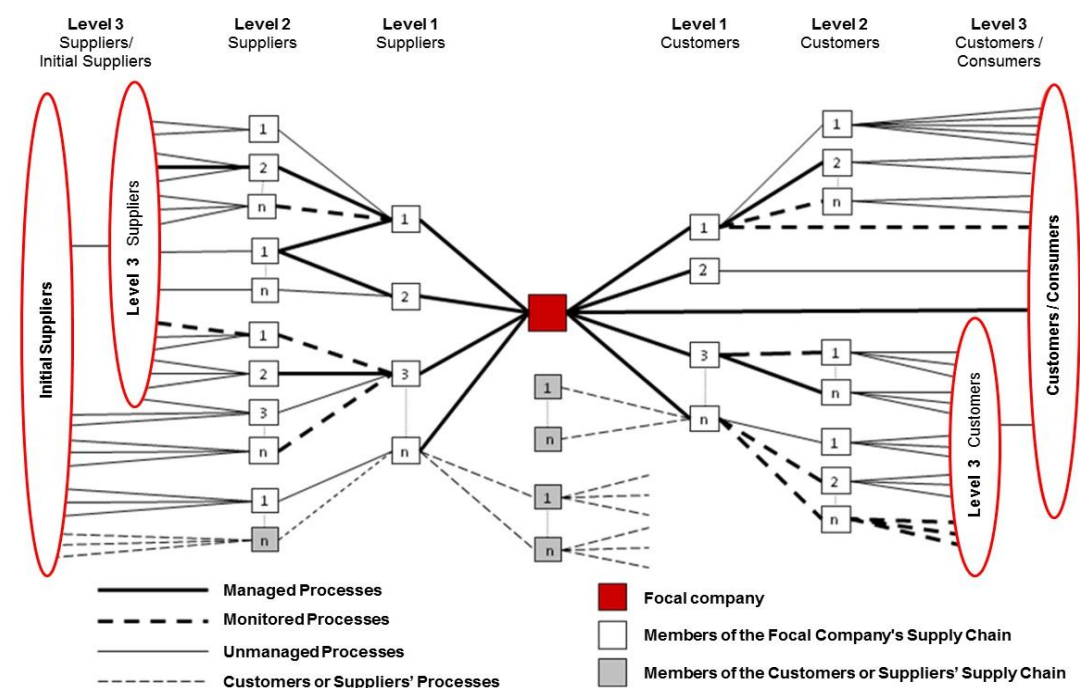 Level 3
Suppliers/
Initial Suppliers
Level 2
Suppliers
Level 1
Suppliers
Level 1
Customers
Level 2
Customers
Level 3
Customers /
Consumers
Initial Suppliers
Level 3 Suppliers
1
2
n
1
n
1
2
3
n
1
n
1
2
3
n
1
n
1
n
1
2
3
n
1
2
n
1
n
1
2
n
Level 3 Customers
Customers / Consumers
Managed Processes
Monitored Processes
Unmanaged Processes
Customers or Suppliers' Processes
Focal company
Members of the Focal Company's Supply Chain
Members of the Customers or Suppliers' Supply Chain